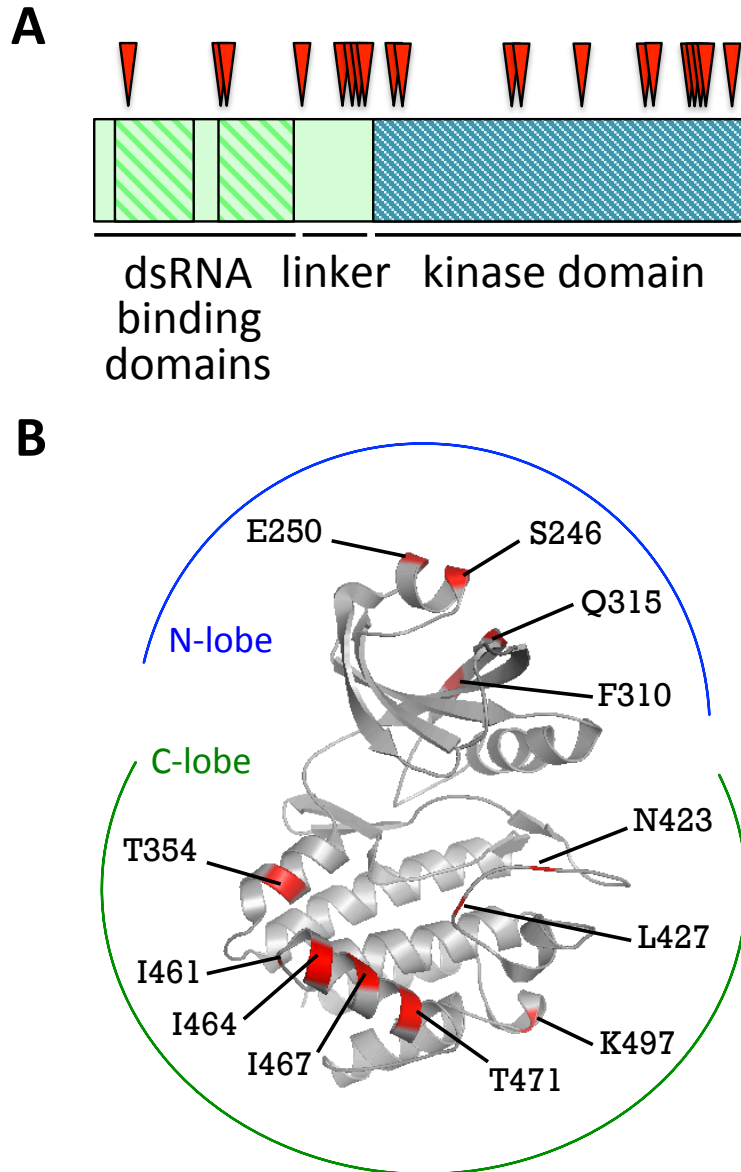 A
dsRNA
binding
domains
linker
kinase domain
B
E250
S246
Q315
N-lobe
F310
C-lobe
N423
T354
L427
I461
I464
I467
T471
K497